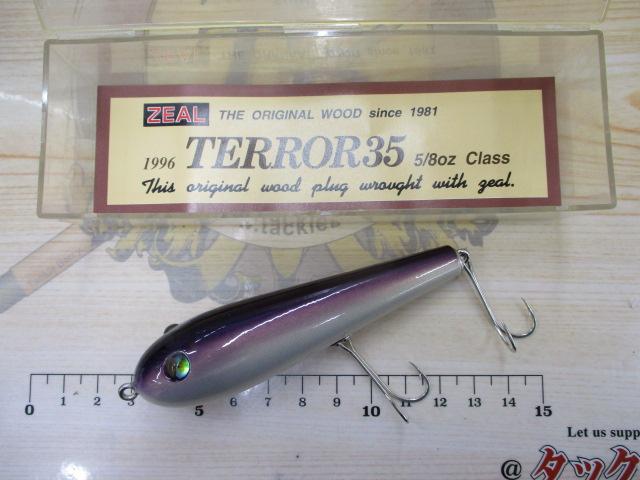 ZEAL THE ORIGINAL WOOD since 1981
1996 TERROR35 5/8oz Class
This original wood plug wrought with zeal.
.tackle
0 1 2 3 5 6 7 8 9 10 11 12 13 14 15
Let us supp
@ タック